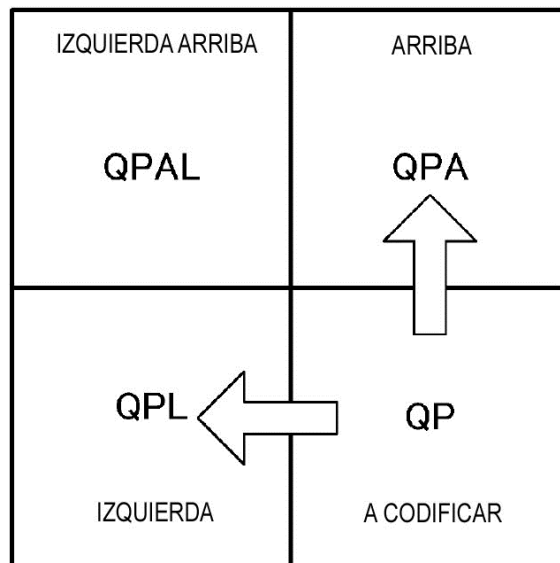 IZQUIERDA ARRIBA
QPAL
ARRIBA
QPA
QPL
IZQUIERDA
QP
A CODIFICAR